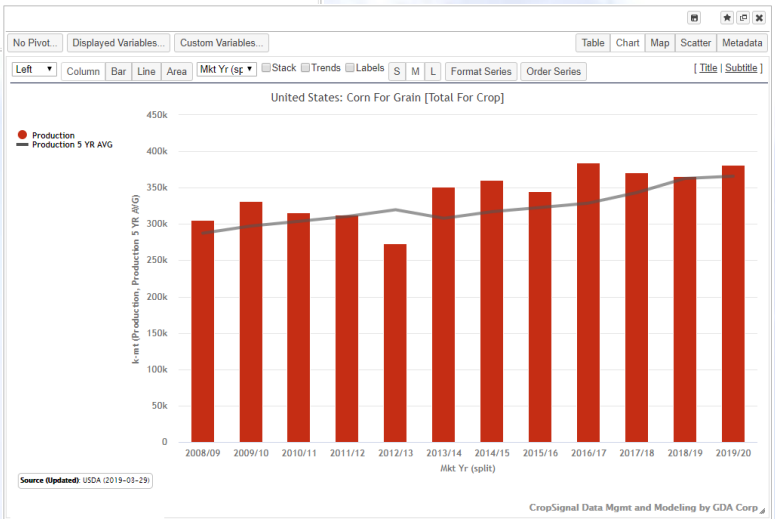 No Pivot... Displayed Variables... Custom Variables... Table Chart Map Scatter Metadata
Left Column Bar Line Area Mkt Yr (sp Stack Trends Labels S M L Format Series Order Series [ Title | Subtitle ]
United States: Corn For Grain [Total For Crop]
Production
Production 5 YR AVG
450k
400k
350k
300k
250k
200k
150k
100k
50k
0
k-mt (Production, Production 5 YR AVG)
2008/09 2009/10 2010/11 2011/12 2012/13 2013/14 2014/15 2015/16 2016/17 2017/18 2018/19 2019/20
Mkt Yr (split)
Source (Updated): USDA (2019-03-29)
CropSignal Data Mgmt and Modeling by GDA Corp